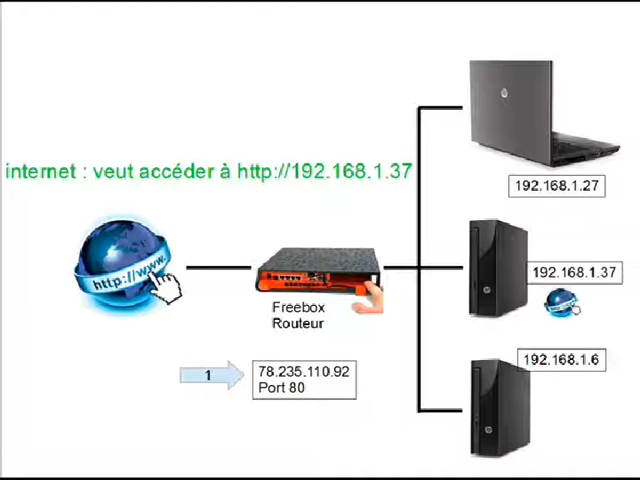 internet : veut accéder à http://192.168.1.37
192.168.1.27
http://www.
192.168.1.37
Freebox
Routeur
1
78.235.110.92
Port 80
192.168.1.6